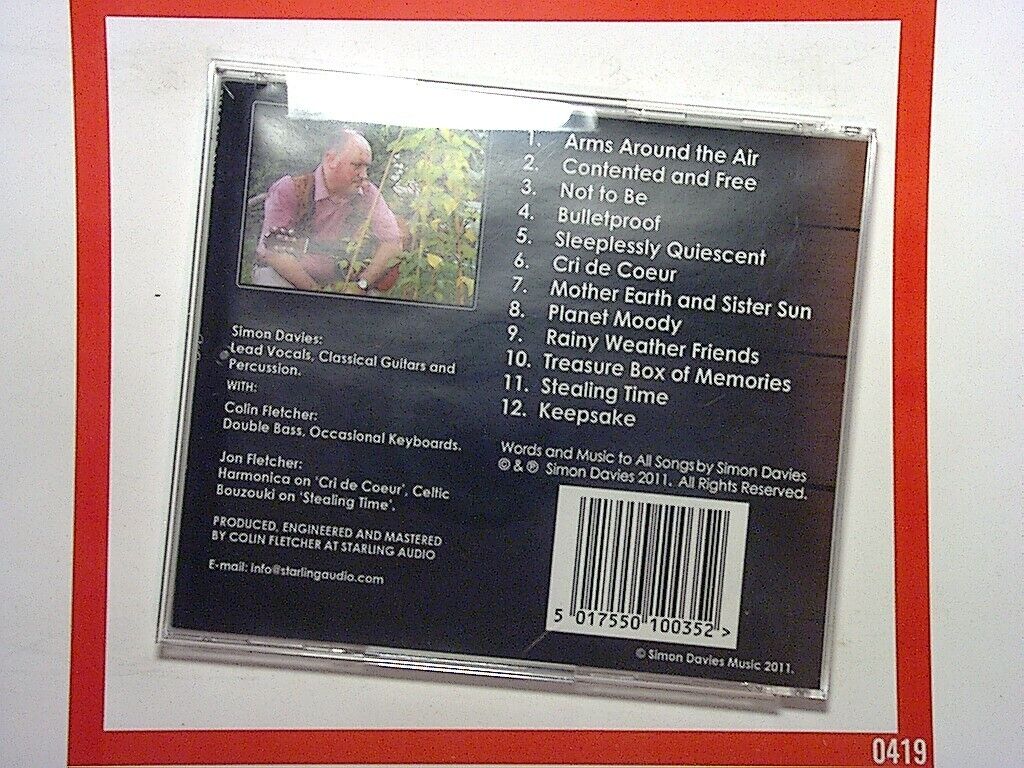 1. Arms Around the Air
2. Contented and Free
3. Not to Be
4. Bulletproof
5. Sleeplessly Quiescent
6. Cri de Coeur
7. Mother Earth and Sister Sun
8. Planet Moody
9. Rainy Weather Friends
10. Treasure Box of Memories
11. Stealing Time
12. Keepsake
Simon Davies:
Lead Vocals, Classical Guitars and
Percussion.
WITH:
Colin Fletcher:
Double Bass, Occasional Keyboards.
Jon Fletcher:
Harmonica on 'Cri de Coeur', Celtic
Bouzouki on 'Stealing Time'.
PRODUCED, ENGINEERED AND MASTERED
BY COLIN FLETCHER AT STARLING AUDIO
E-mail: info@starlingaudio.com
Words and Music to All Songs by Simon Davies
© & ℗ Simon Davies 2011. All Rights Reserved.
5 017550 100352 >
© Simon Davies Music 2011.
0419